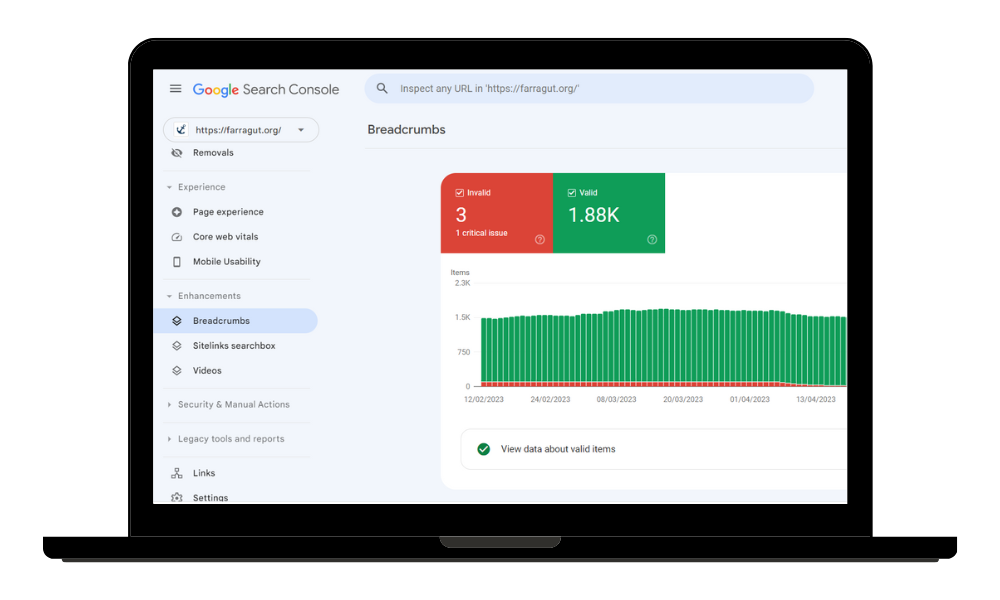 Google Search Console
Inspect any URL in 'https://farragut.org/'
https://farragut.org/
Removals
Experience
Page experience
Core web vitals
Mobile Usability
Enhancements
Breadcrumbs
Sitelinks searchbox
Videos
Security & Manual Actions
Legacy tools and reports
Links
Settings
Breadcrumbs
Invalid
3
1 critical issue
Valid
1.88K
Items
2.3K
1.5K
750
0
12/02/2023 24/02/2023 08/03/2023 20/03/2023 01/04/2023 13/04/2023
View data about valid items